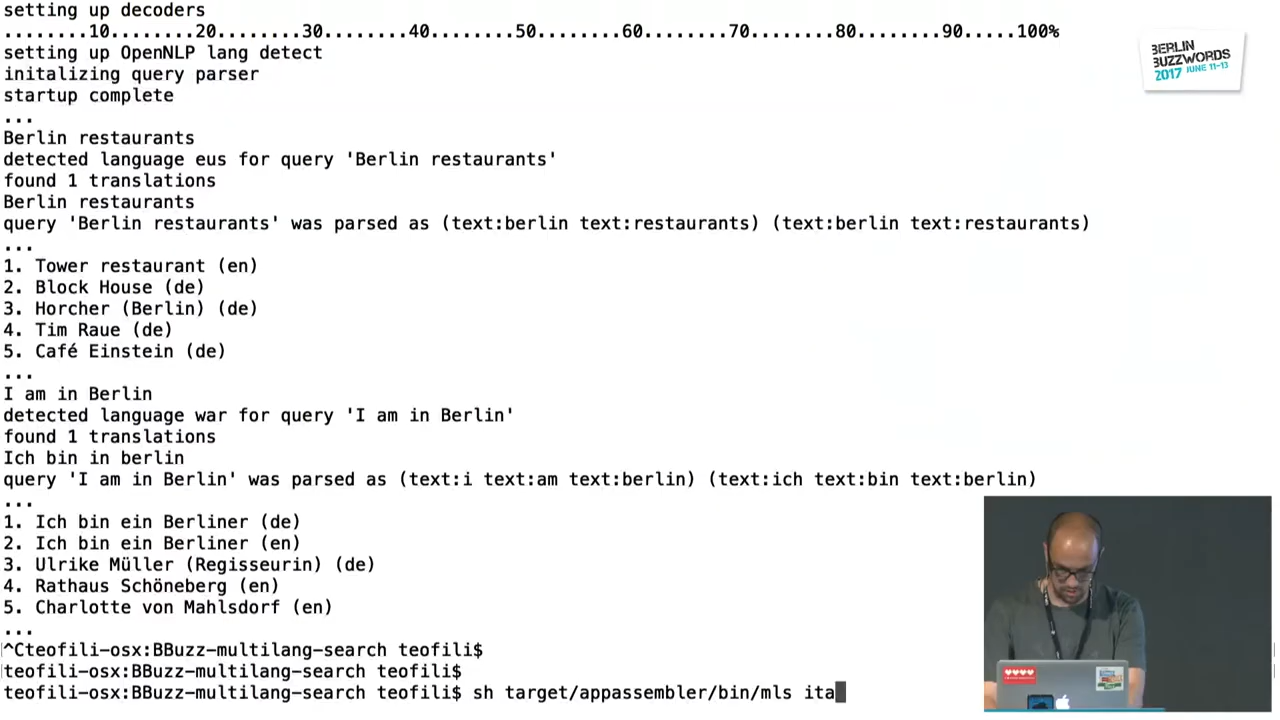 setting up decoders
........10........20........30........40........50........60........70........80........90.....100%
setting up OpenNLP lang detect
initalizing query parser
startup complete
...
Berlin restaurants
detected language eus for query 'Berlin restaurants'
found 1 translations
Berlin restaurants
query 'Berlin restaurants' was parsed as (text:berlin text:restaurants) (text:berlin text:restaurants)
...
1. Tower restaurant (en)
2. Block House (de)
3. Horcher (Berlin) (de)
4. Tim Raue (de)
5. Café Einstein (de)
...
I am in Berlin
detected language war for query 'I am in Berlin'
found 1 translations
Ich bin in berlin
query 'I am in Berlin' was parsed as (text:i text:am text:berlin) (text:ich text:bin text:berlin)
...
1. Ich bin ein Berliner (de)
2. Ich bin ein Berliner (en)
3. Ulrike Müller (Regisseurin) (de)
4. Rathaus Schöneberg (en)
5. Charlotte von Mahlsdorf (en)
...
^Cteofili-osx:BBuzz-multilang-search teofili$
teofili-osx:BBuzz-multilang-search teofili$
teofili-osx:BBuzz-multilang-search teofili$ sh target/appassembler/bin/mls ita
BERLIN
BUZZWORDS
2017 JUNE 11-13